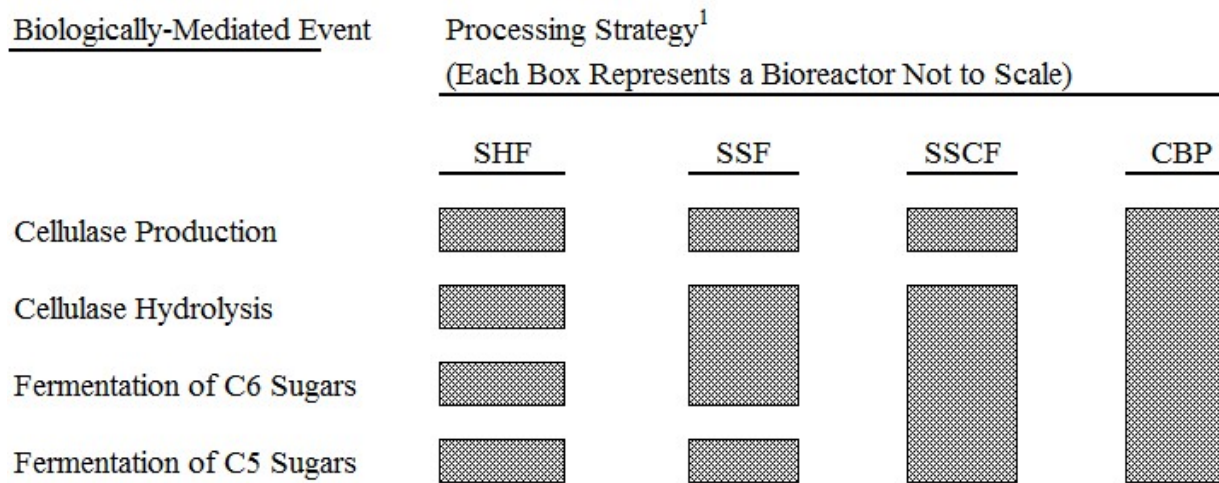 Biologically-Mediated Event
Processing Strategy1
(Each Box Represents a Bioreactor Not to Scale)
SHF SSF SSCF CBP
Cellulase Production
Cellulase Hydrolysis
Fermentation of C6 Sugars
Fermentation of C5 Sugars